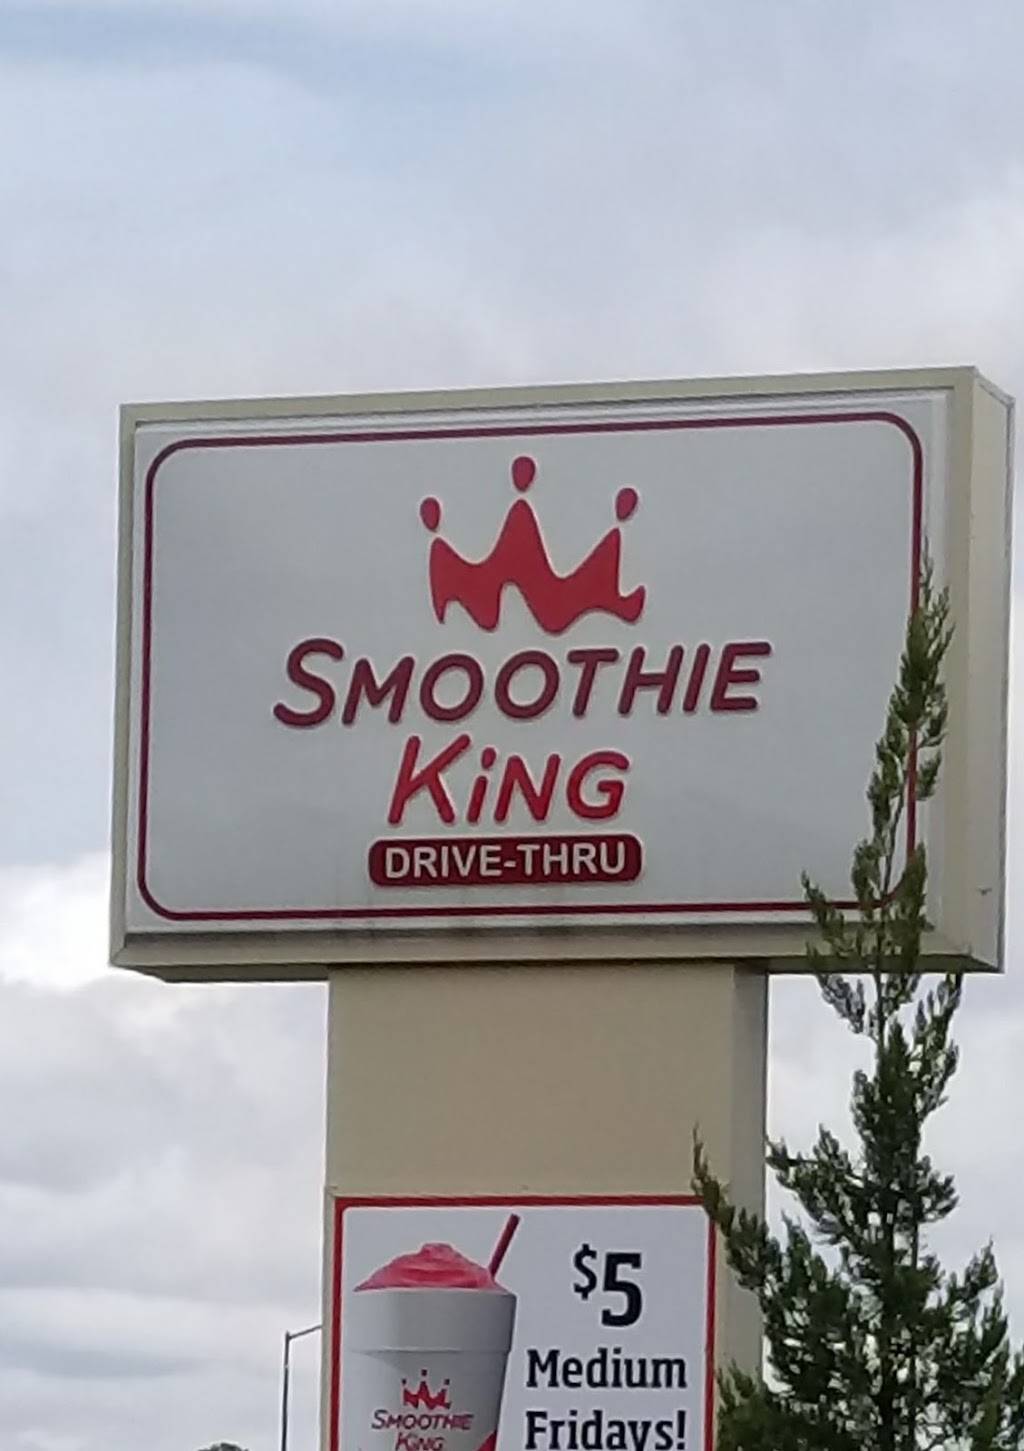 SMOOTHIE
KiNG
DRIVE-THRU
$5
Medium
Fridays!
SMOOTHIE
KiNG